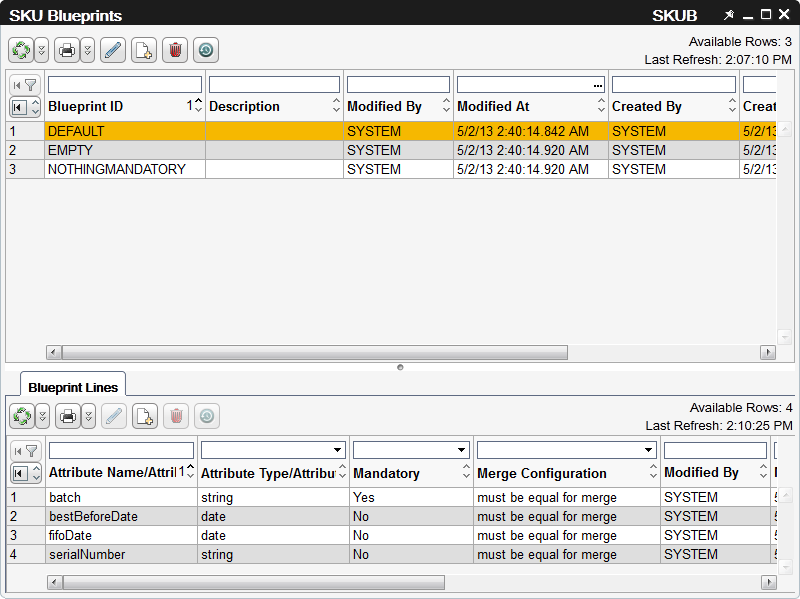 SKU Blueprints SKUB
Available Rows: 3
Last Refresh: 2:07:10 PM
...
Blueprint ID 1 Description Modified By Modified At Created By Creat
1 DEFAULT SYSTEM 5/2/13 2:40:14.842 AM SYSTEM 5/2/13
2 EMPTY SYSTEM 5/2/13 2:40:14.920 AM SYSTEM 5/2/13
3 NOTHINGMANDATORY SYSTEM 5/2/13 2:40:14.920 AM SYSTEM 5/2/13
Blueprint Lines
Available Rows: 4
Last Refresh: 2:10:25 PM
Attribute Name/Attril 1 Attribute Type/Attribu Mandatory Merge Configuration Modified By
1 batch string Yes must be equal for merge SYSTEM
2 bestBeforeDate date No must be equal for merge SYSTEM
3 fifoDate date No must be equal for merge SYSTEM
4 serialNumber string No must be equal for merge SYSTEM